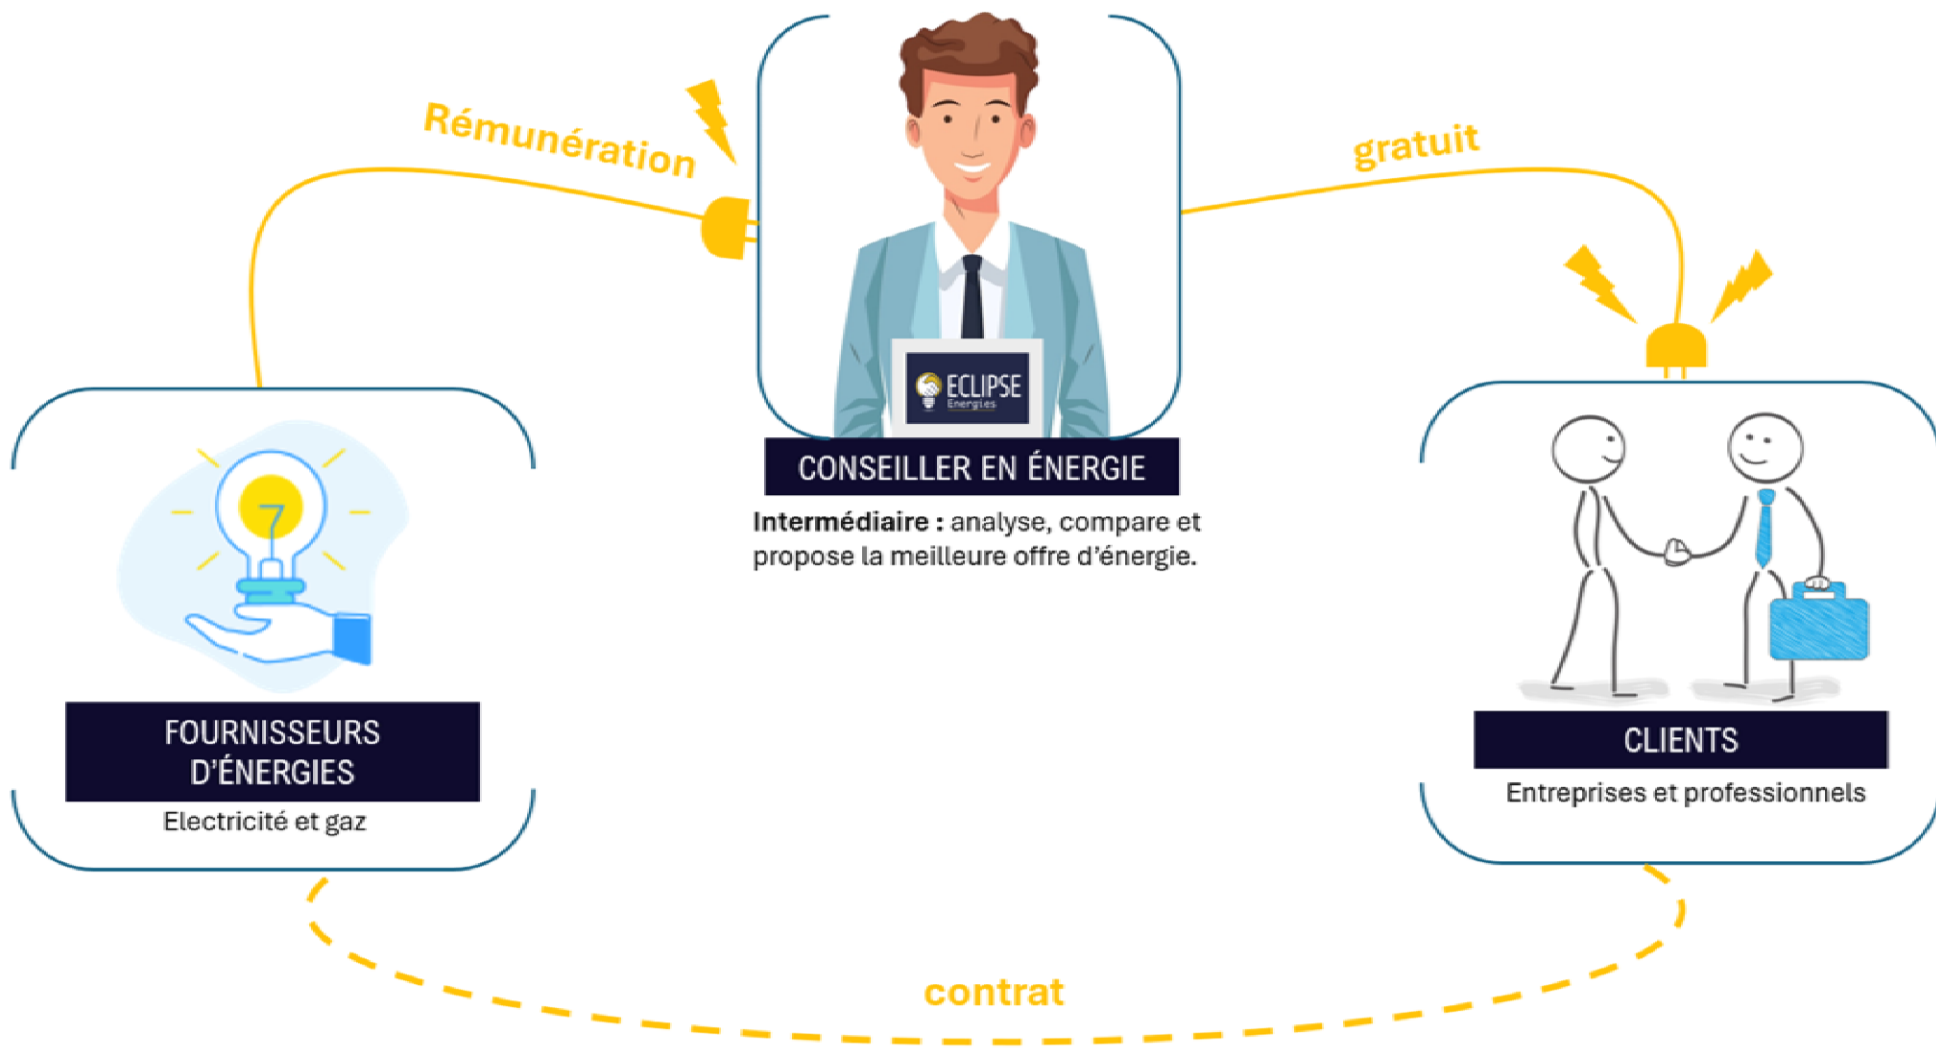 Rémunération
gratuit
ECLIPSE
Energies
CONSEILLER EN ÉNERGIE
Intermédiaire : analyse, compare et
propose la meilleure offre d’énergie.
FOURNISSEURS
D’ÉNERGIES
Electricité et gaz
CLIENTS
Entreprises et professionnels
contrat